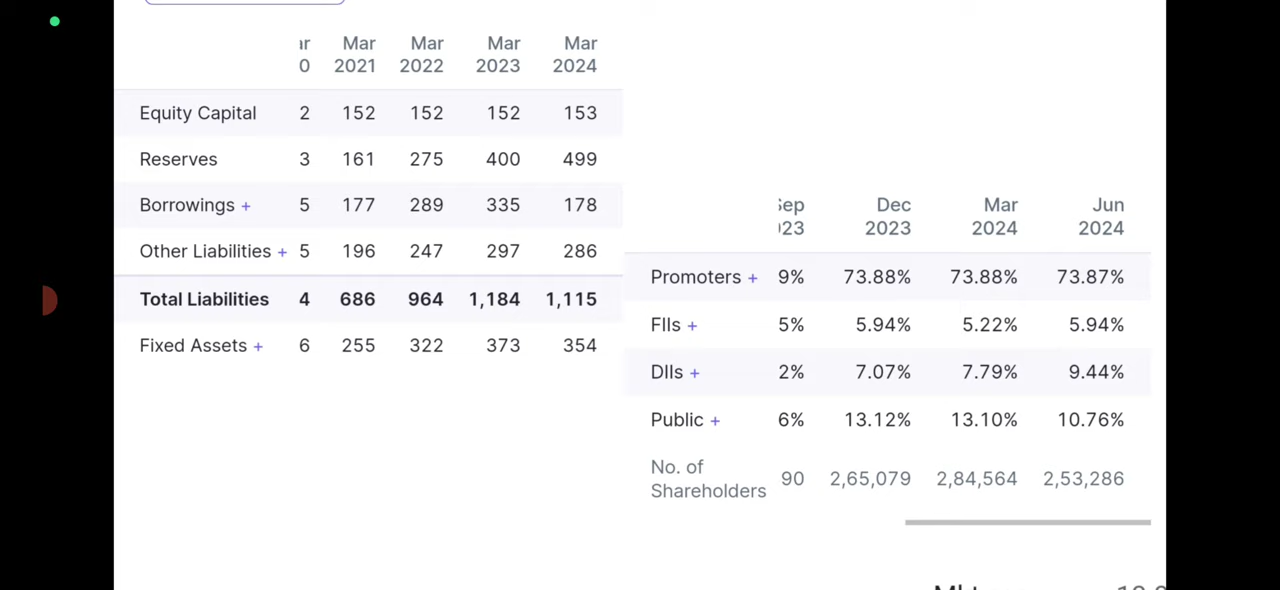 Mar Mar Mar Mar
0 2021 2022 2023 2024
Equity Capital 2 152 152 152 153
Reserves 3 161 275 400 499
Borrowings + 5 177 289 335 178
Other Liabilities + 5 196 247 297 286
Total Liabilities 4 686 964 1,184 1,115
Fixed Assets + 6 255 322 373 354
Sep Dec Mar Jun
23 2023 2024 2024
Promoters + 9% 73.88% 73.88% 73.87%
FIIs + 5% 5.94% 5.22% 5.94%
DIIs + 2% 7.07% 7.79% 9.44%
Public + 6% 13.12% 13.10% 10.76%
No. of
Shareholders 90 2,65,079 2,84,564 2,53,286